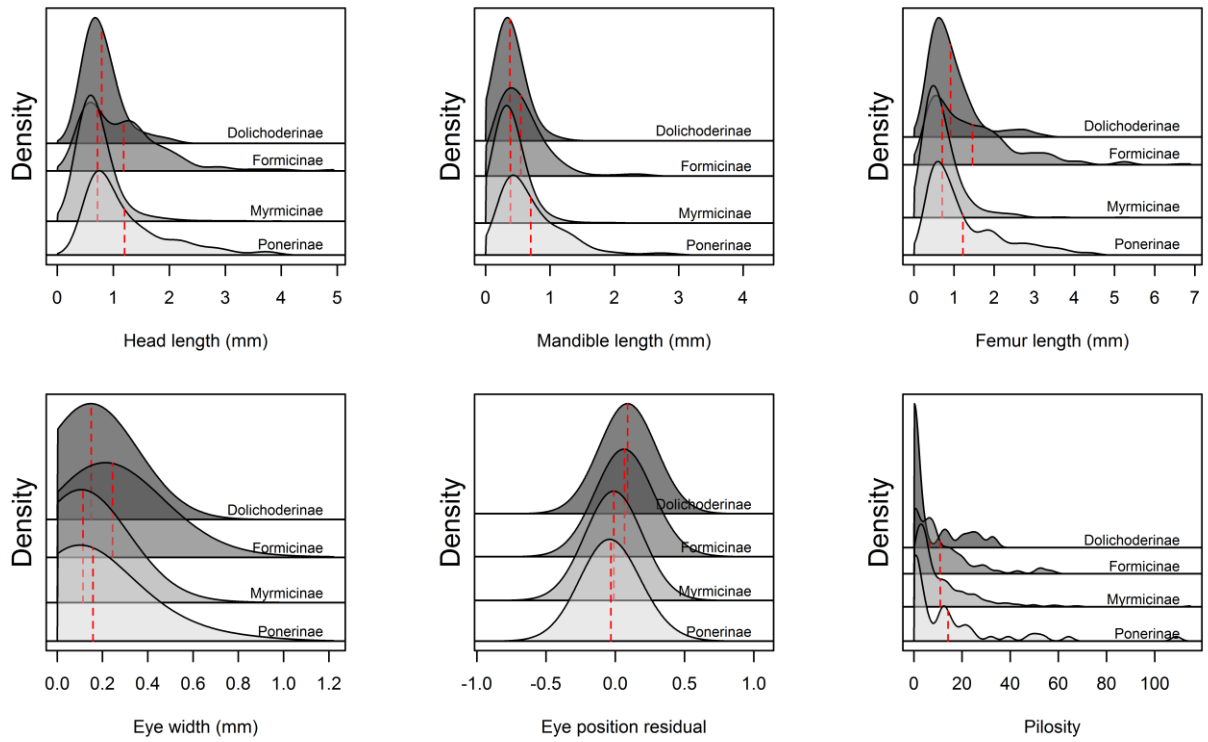 Density
Dolichoderinae
Formicinae
Myrmicinae
Ponerinae
0 1 2 3 4 5
Head length (mm)
Density
Dolichoderinae
Formicinae
Myrmicinae
Ponerinae
0 1 2 3 4
Mandible length (mm)
Density
Dolichoderinae
Formicinae
Myrmicinae
Ponerinae
0 1 2 3 4 5 6 7
Femur length (mm)
Density
Dolichoderinae
Formicinae
Myrmicinae
Ponerinae
0.0 0.2 0.4 0.6 0.8 1.0 1.2
Eye width (mm)
Density
Dolichoderinae
Formicinae
Myrmicinae
Ponerinae
-1.0 -0.5 0.0 0.5 1.0
Eye position residual
Density
Dolichoderinae
Formicinae
Myrmicinae
Ponerinae
0 20 40 60 80 100
Pilosity